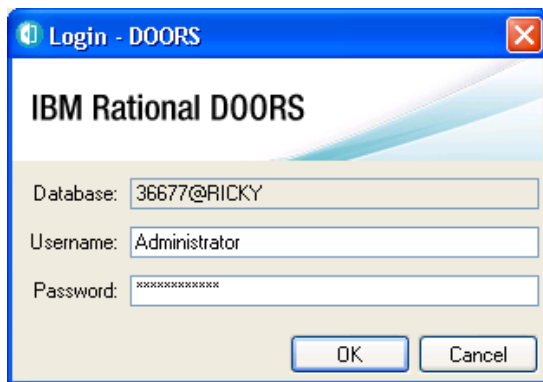 Login - DOORS
IBM Rational DOORS
Database: 36677@RICKY
Username: Administrator
Password: ************
OK Cancel